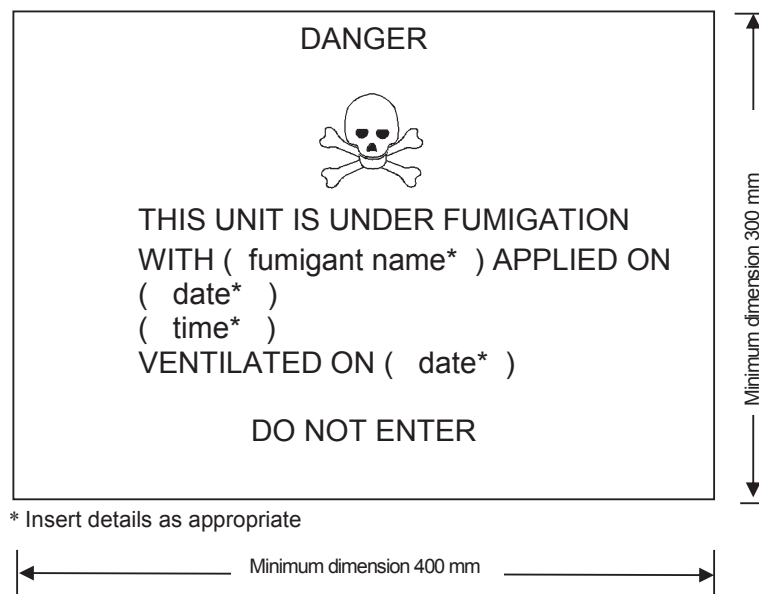 DANGER
THIS UNIT IS UNDER FUMIGATION
WITH ( fumigant name* ) APPLIED ON
( date* )
( time* )
VENTILATED ON ( date* )
DO NOT ENTER
* Insert details as appropriate
Minimum dimension 400 mm
Minimum dimension 300 mm